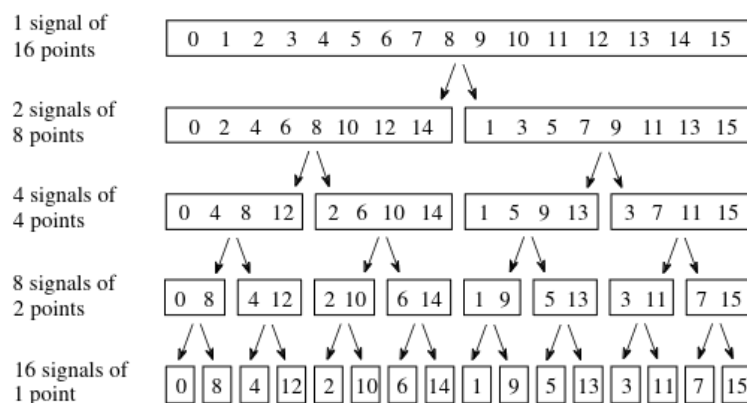 1 signal of
16 points
0 1 2 3 4 5 6 7 8 9 10 11 12 13 14 15
2 signals of
8 points
0 2 4 6 8 10 12 14 1 3 5 7 9 11 13 15
4 signals of
4 points
0 4 8 12 2 6 10 14 1 5 9 13 3 7 11 15
8 signals of
2 points
0 8 4 12 2 10 6 14 1 9 5 13 3 11 7 15
16 signals of
1 point
0 8 4 12 2 10 6 14 1 9 5 13 3 11 7 15